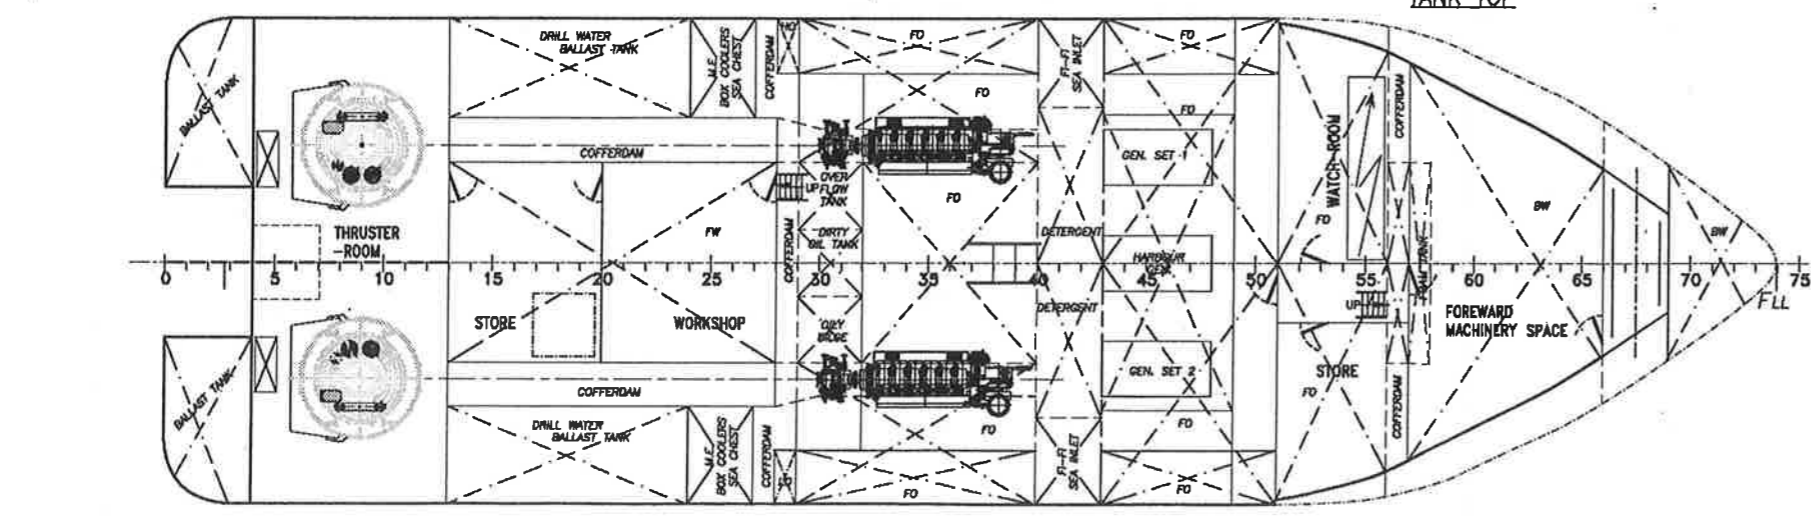 TANK TOP
BALLAST TANK
DRILL WATER
BALLAST TANK
M.E
BOX COOLERS
SEA CHEST
COFFERDAM
FO
FI-FI
SEA INLET
FO
FO
FO
COFFERDAM
GEN. SET 1
WATCH-ROOM
COFFERDAM
UP
OVER
FLOW
TANK
FO
FO
FW
BW
BW
THRUSTER
-ROOM
COFFERDAM
DIRTY
OIL TANK
DETERGENT
HARBOUR
GEN.
FOAM TANK
0 5 10 15 20 25 30 35 40 45 50 55 60 65 70 75
FLL
STORE
WORKSHOP
OILY
BILGE
DETERGENT
UP
FOREWARD
MACHINERY SPACE
BALLAST TANK
COFFERDAM
GEN. SET 2
STORE
FO
COFFERDAM
DRILL WATER
BALLAST TANK
M.E
BOX COOLERS
SEA CHEST
COFFERDAM
FO
FO
FI-FI
SEA INLET
FO
FO